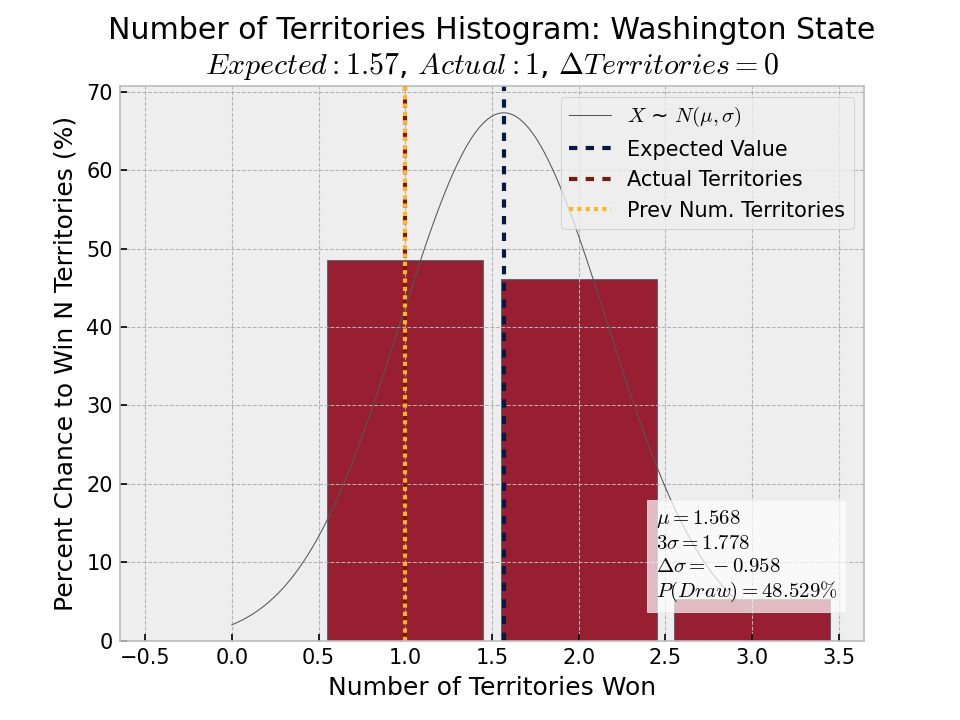 Number of Territories Histogram: Washington State
Expected : 1.57, Actual : 1, ΔTerritories = 0
Percent Chance to Win N Territories (%)
70
60
50
40
30
20
10
0
X ~ N(μ, σ)
Expected Value
Actual Territories
Prev Num. Territories
μ = 1.568
3σ = 1.778
Δσ = −0.958
P(Draw) = 48.529%
−0.5 0.0 0.5 1.0 1.5 2.0 2.5 3.0 3.5
Number of Territories Won